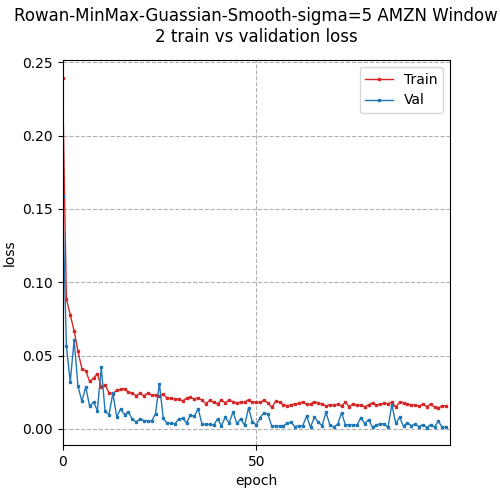 Rowan-MinMax-Guassian-Smooth-sigma=5 AMZN Window
2 train vs validation loss
0.25
0.20
0.15
0.10
0.05
0.00
loss
Train
Val
0
50
epoch